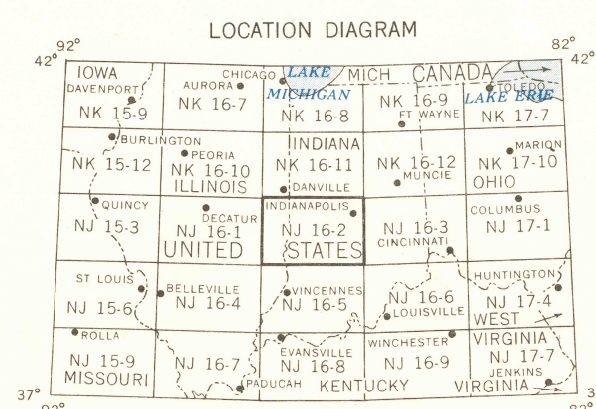 LOCATION DIAGRAM
92° 82°
42° 42°
IOWA CHICAGO LAKE MICH CANADA
DAVENPORT AURORA MICHIGAN LAKE ERIE TOLEDO
NK 15-9 NK 16-7 NK 16-8 NK 16-9 NK 17-7
FT WAYNE
BURLINGTON PEORIA INDIANA MARION
NK 15-12 NK 16-10 NK 16-11 NK 16-12 NK 17-10
ILLINOIS DANVILLE MUNCIE OHIO
QUINCY DECATUR INDIANAPOLIS COLUMBUS
NJ 15-3 NJ 16-1 NJ 16-2 NJ 16-3 NJ 17-1
UNITED STATES CINCINNATI
ST LOUIS BELLEVILLE VINCENNES HUNTINGTON
NJ 15-6 NJ 16-4 NJ 16-5 NJ 16-6 NJ 17-4
LOUISVILLE WEST
ROLLA EVANSVILLE WINCHESTER VIRGINIA
NJ 15-9 NJ 16-7 NJ 16-8 NJ 16-9 NJ 17-7
MISSOURI PADUCAH KENTUCKY JENKINS VIRGINIA
37°